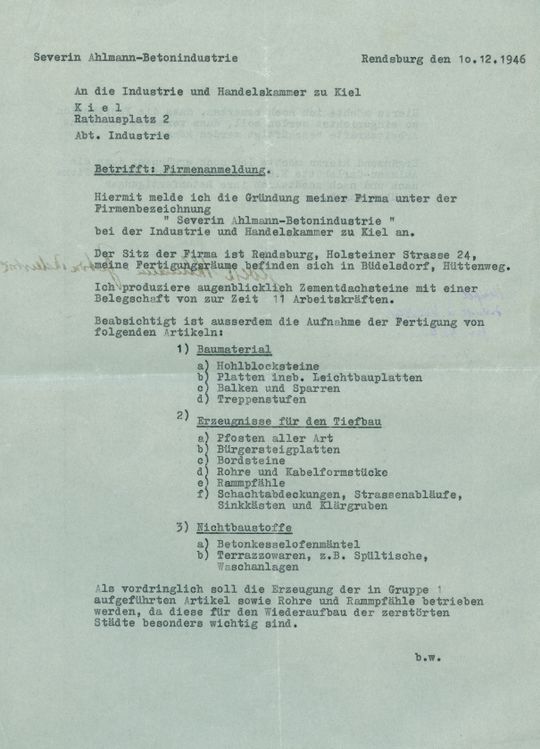 Severin Ahlmann-Betonindustrie Rendsburg den 10.12.1946
An die Industrie und Handelskammer zu Kiel
K i e l
Rathausplatz 2
Abt. Industrie
Betrifft: Firmenanmeldung.
Hiermit melde ich die Gründung meiner Firma unter der
Firmenbezeichnung
" Severin Ahlmann-Betonindustrie "
bei der Industrie und Handelskammer zu Kiel an.
Der Sitz der Firma ist Rendsburg, Holsteiner Strasse 24,
meine Fertigungsräume befinden sich in Büdelsdorf, Hüttenweg.
Ich produziere augenblicklich Zementdachsteine mit einer
Belegschaft von zur Zeit 11 Arbeitskräften.
Beabsichtigt ist ausserdem die Aufnahme der Fertigung von
folgenden Artikeln:
1) Baumaterial
a) Hohlblocksteine
b) Platten insb. Leichtbauplatten
c) Balken und Sparren
d) Treppenstufen
2) Erzeugnisse für den Tiefbau
a) Pfosten aller Art
b) Bürgersteigplatten
c) Bordsteine
d) Rohre und Kabelformstücke
e) Rammpfähle
f) Schachtabdeckungen, Strassenabläufe,
Sinkkästen und Klärgruben
3) Nichtbaustoffe
a) Betonkesselofenmäntel
b) Terrazzowaren, z.B. Spültische,
Waschanlagen
Als vordringlich soll die Erzeugung der in Gruppe 1
aufgeführten Artikel sowie Rohre und Rammpfähle betrieben
werden, da diese für den Wiederaufbau der zerstörten
Städte besonders wichtig sind.
b.w.